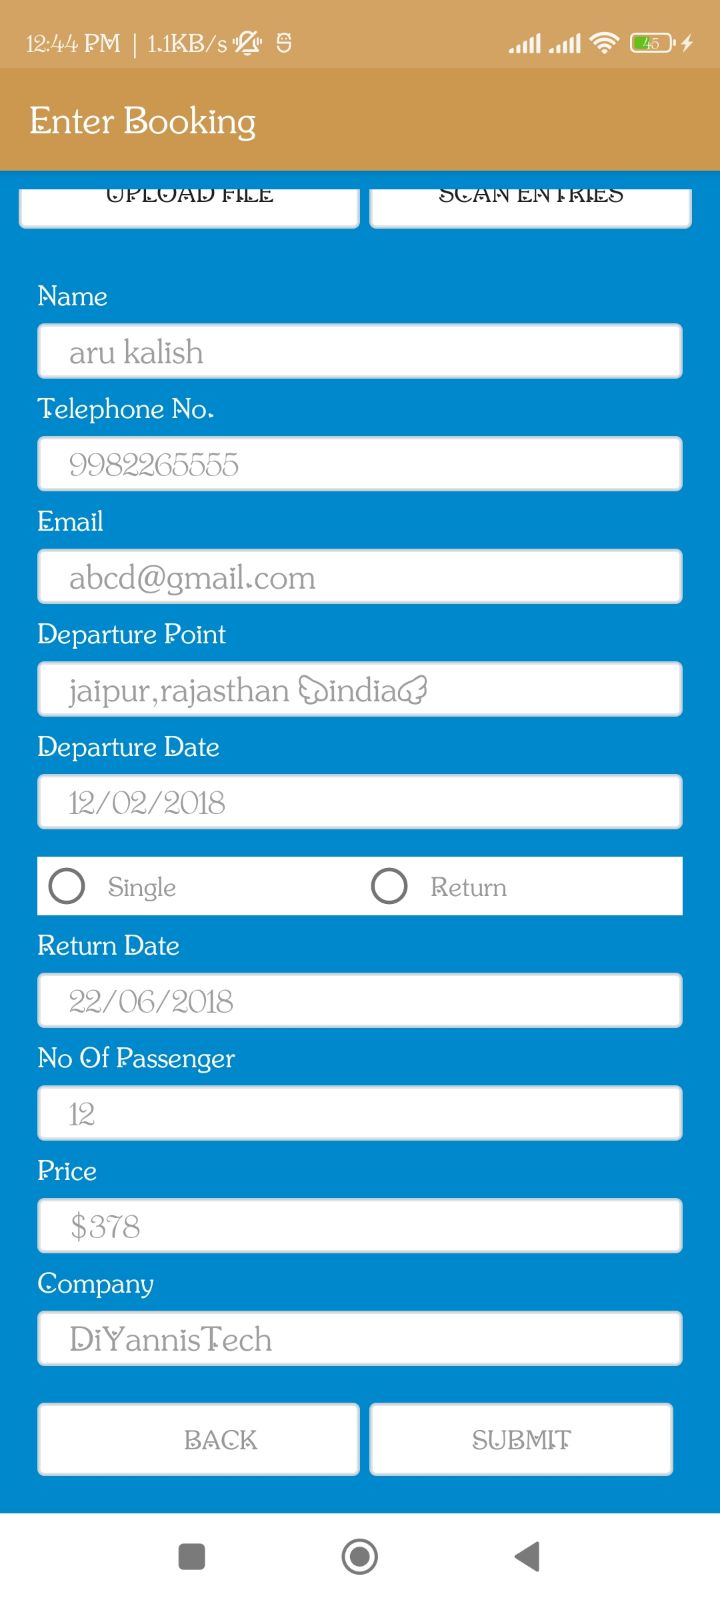 12:44 PM | 1.1KB/s
45
Enter Booking
UPLOAD FILE SCAN ENTRIES
Name
aru kalish
Telephone No.
9982265555
Email
abcd@gmail.com
Departure Point
jaipur,rajasthan india
Departure Date
12/02/2018
Single Return
Return Date
22/06/2018
No Of Passenger
12
Price
$378
Company
DiYannisTech
BACK SUBMIT